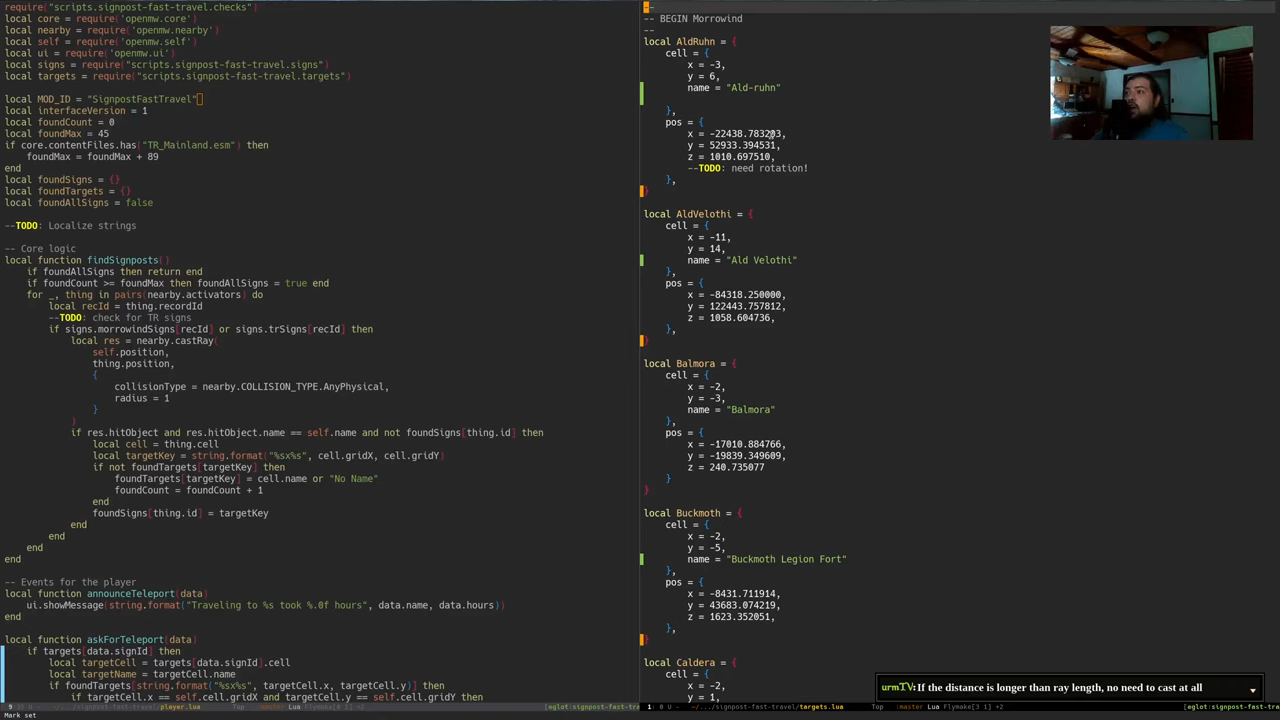 require("scripts.signpost-fast-travel.checks")
local core = require('openmw.core')
local nearby = require('openmw.nearby')
local self = require('openmw.self')
local ui = require('openmw.ui')
local signs = require("scripts.signpost-fast-travel.signs")
local targets = require("scripts.signpost-fast-travel.targets")
local MOD_ID = "SignpostFastTravel"
local interfaceVersion = 1
local foundCount = 0
local foundMax = 45
if core.contentFiles.has("TR_Mainland.esm") then
foundMax = foundMax + 89
end
local foundSigns = {}
local foundTargets = {}
local foundAllSigns = false
--TODO: Localize strings
-- Core logic
local function findSignposts()
if foundAllSigns then return end
if foundCount >= foundMax then foundAllSigns = true end
for _, thing in pairs(nearby.activators) do
local recId = thing.recordId
--TODO: check for TR signs
if signs.morrowindSigns[recId] or signs.trSigns[recId] then
local res = nearby.castRay(
self.position,
thing.position,
{
collisionType = nearby.COLLISION_TYPE.AnyPhysical,
radius = 1
}
)
if res.hitObject and res.hitObject.name == self.name and not foundSigns[thing.id] then
local cell = thing.cell
local targetKey = string.format("%sx%s", cell.gridX, cell.gridY)
if not foundTargets[targetKey] then
foundTargets[targetKey] = cell.name or "No Name"
foundCount = foundCount + 1
end
foundSigns[thing.id] = targetKey
end
end
end
end
-- Events for the player
local function announceTeleport(data)
ui.showMessage(string.format("Traveling to %s took %.0f hours", data.name, data.hours))
end
local function askForTeleport(data)
if targets[data.signId] then
local targetCell = targets[data.signId].cell
local targetName = targetCell.name
if foundTargets[string.format("%sx%s", targetCell.x, targetCell.y)] then
if targetCell.x == self.cell.gridX and targetCell.y == self.cell.gridY then
--
-- BEGIN Morrowind
--
local AldRuhn = {
cell = {
x = -3,
y = 6,
name = "Ald-ruhn"
},
pos = {
x = -22438.783203,
y = 52933.394531,
z = 1010.697510,
--TODO: need rotation!
},
}
local AldVelothi = {
cell = {
x = -11,
y = 14,
name = "Ald Velothi"
},
pos = {
x = -84318.250000,
y = 122443.757812,
z = 1058.604736,
},
}
local Balmora = {
cell = {
x = -2,
y = -3,
name = "Balmora"
},
pos = {
x = -17010.884766,
y = -19839.349609,
z = 240.735077
}
}
local Buckmoth = {
cell = {
x = -2,
y = -5,
name = "Buckmoth Legion Fort"
},
pos = {
x = -8431.711914,
y = 43683.074219,
z = 1623.352051,
},
}
local Caldera = {
cell = {
x = -2,
y = 1,
urmTV: If the distance is longer than ray length, no need to cast at all
Mark set